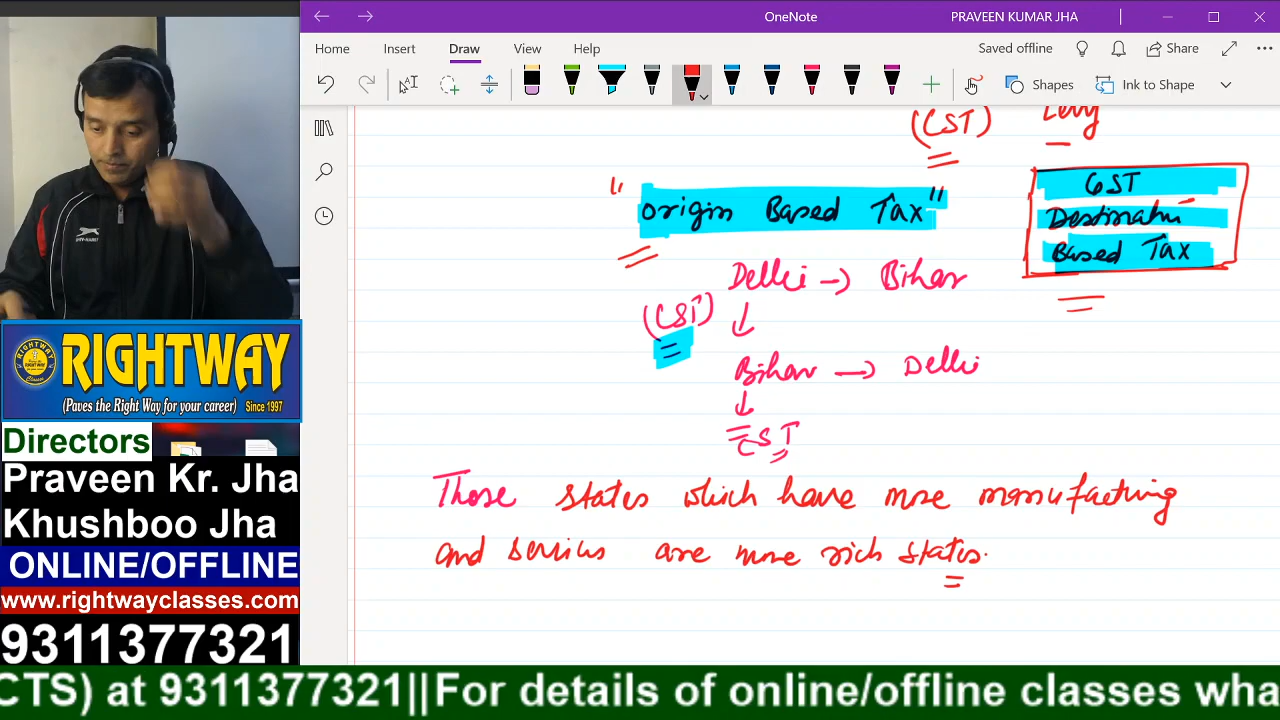 OneNote
PRAVEEN KUMAR JHA
Home Insert Draw View Help
Saved offline
Share
Shapes
Ink to Shape
(CST) Levy
"Origin Based Tax"
GST
Destination
Based Tax
Delhi → Bihar
(CST) ↓
Bihar → Delhi
↓
CST
Those states which have more manufacturing
and services are more rich states.
RIGHTWAY
Classes
(Paves the Right Way for your career) Since 1997
Directors
Praveen Kr. Jha
Khushboo Jha
ONLINE/OFFLINE
www.rightwayclasses.com
9311377321
CTS) at 9311377321||For details of online/offline classes wha